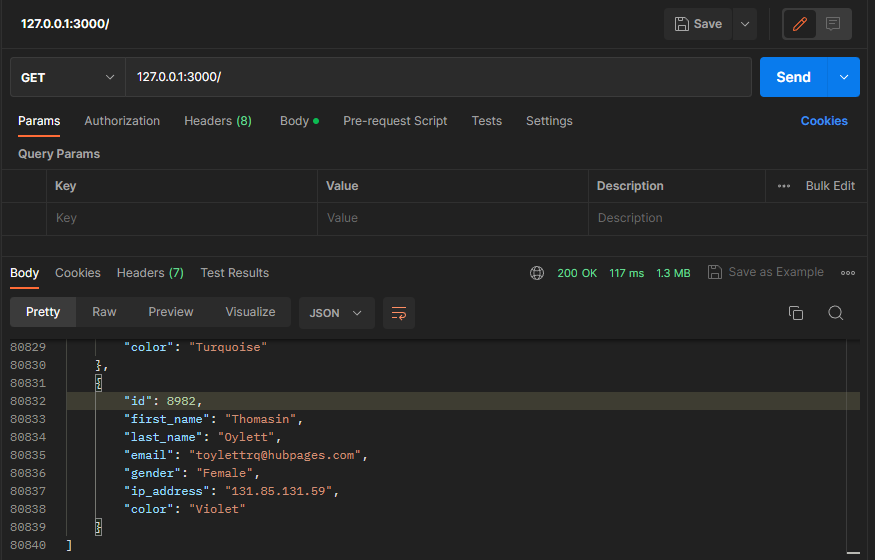 127.0.0.1:3000/ Save
GET 127.0.0.1:3000/ Send
Params Authorization Headers (8) Body Pre-request Script Tests Settings Cookies
Query Params
Key Value Description Bulk Edit
Key Value Description
Body Cookies Headers (7) Test Results 200 OK 117 ms 1.3 MB Save as Example
Pretty Raw Preview Visualize JSON
80829 "color": "Turquoise"
80830 },
80831 {
80832 "id": 8982,
80833 "first_name": "Thomasin",
80834 "last_name": "Oylett",
80835 "email": "toylettrq@hubpages.com",
80836 "gender": "Female",
80837 "ip_address": "131.85.131.59",
80838 "color": "Violet"
80839 }
80840 ]